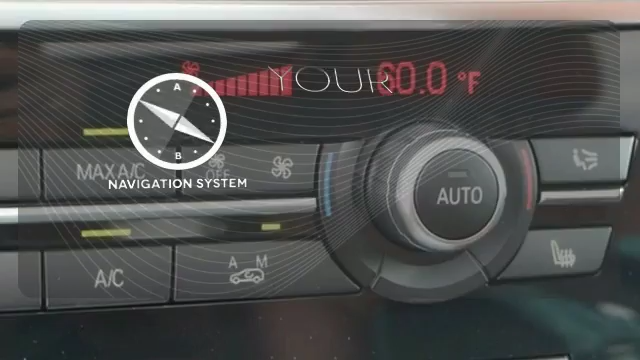 YOUR 60.0 °F
A
B
NAVIGATION SYSTEM
MAX A/C OFF
AUTO
A/C A M